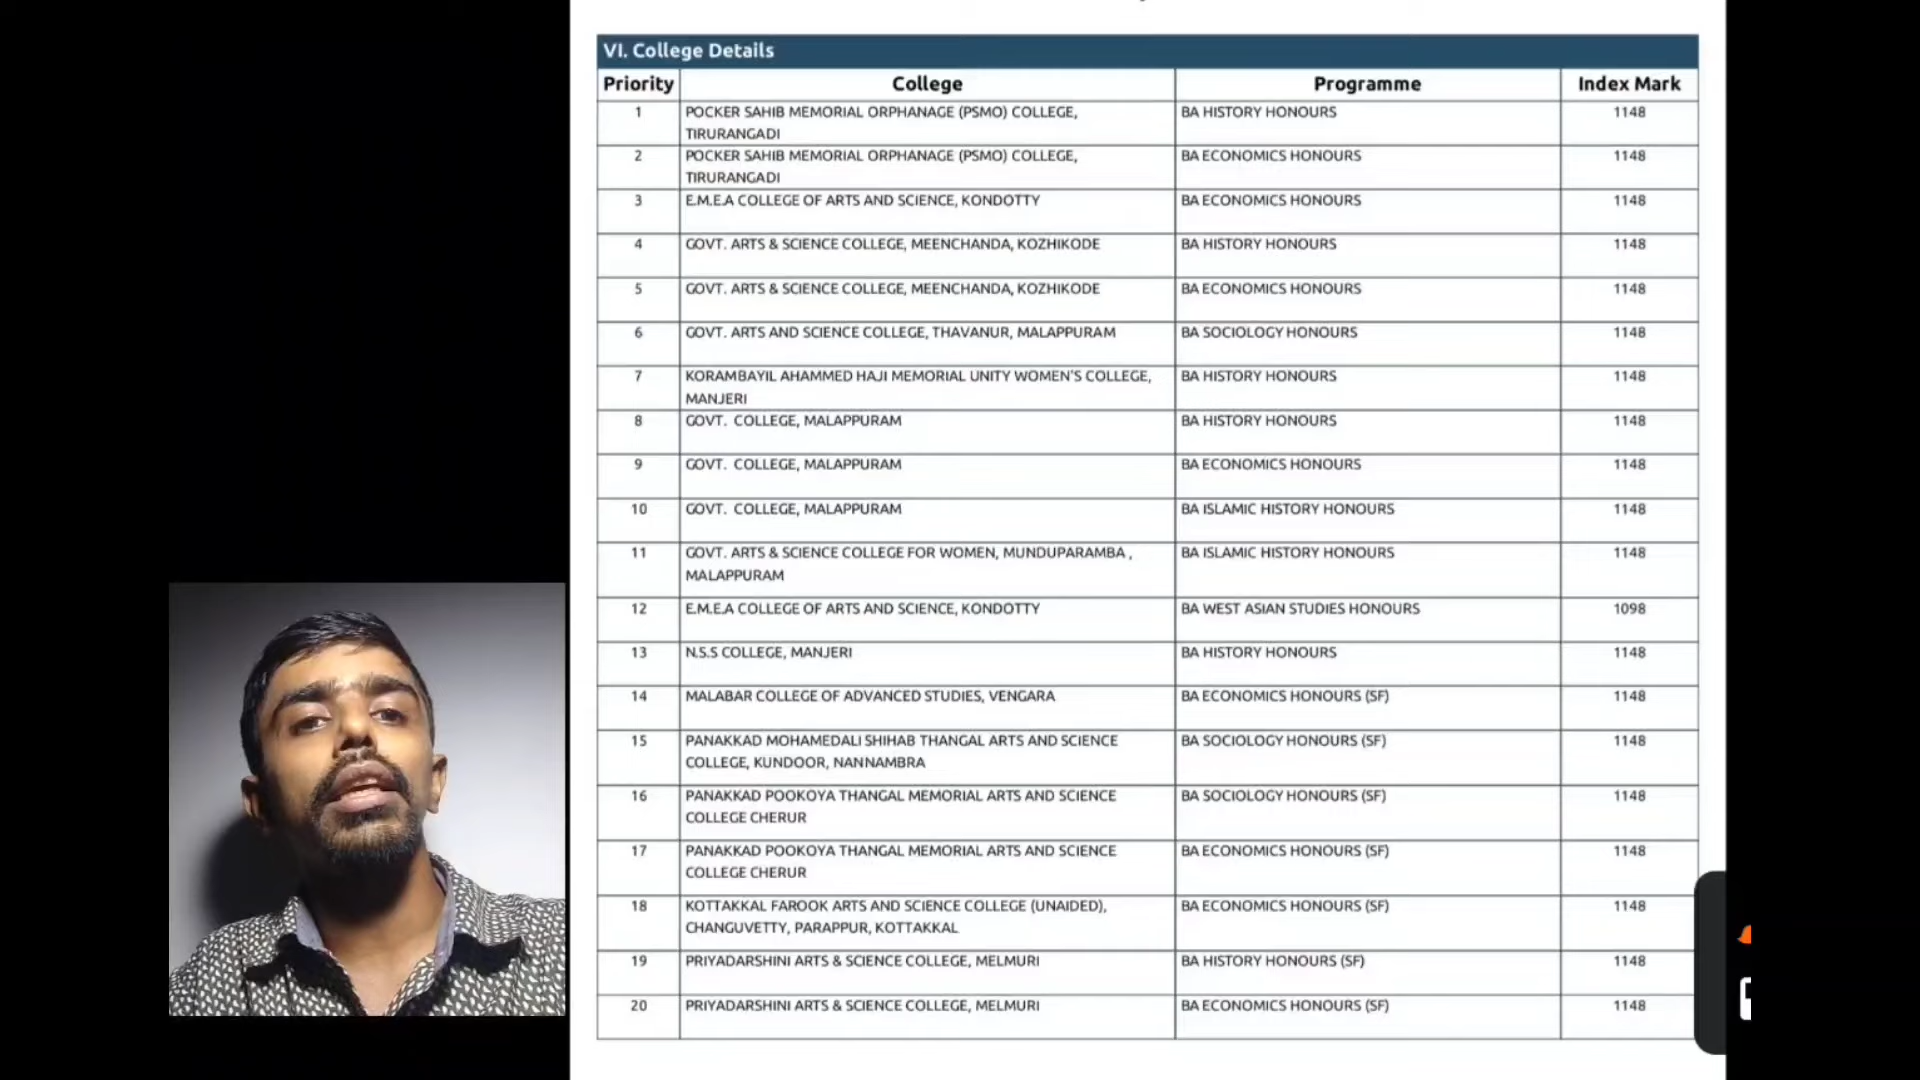 VI. College Details
Priority College Programme Index Mark
1 POCKER SAHIB MEMORIAL ORPHANAGE (PSMO) COLLEGE, BA HISTORY HONOURS 1148
TIRURANGADI
2 POCKER SAHIB MEMORIAL ORPHANAGE (PSMO) COLLEGE, BA ECONOMICS HONOURS 1148
TIRURANGADI
3 E.M.E.A COLLEGE OF ARTS AND SCIENCE, KONDOTTY BA ECONOMICS HONOURS 1148
4 GOVT. ARTS & SCIENCE COLLEGE, MEENCHANDA, KOZHIKODE BA HISTORY HONOURS 1148
5 GOVT. ARTS & SCIENCE COLLEGE, MEENCHANDA, KOZHIKODE BA ECONOMICS HONOURS 1148
6 GOVT. ARTS AND SCIENCE COLLEGE, THAVANUR, MALAPPURAM BA SOCIOLOGY HONOURS 1148
7 KORAMBAYIL AHAMMED HAJI MEMORIAL UNITY WOMEN'S COLLEGE, BA HISTORY HONOURS 1148
MANJERI
8 GOVT. COLLEGE, MALAPPURAM BA HISTORY HONOURS 1148
9 GOVT. COLLEGE, MALAPPURAM BA ECONOMICS HONOURS 1148
10 GOVT. COLLEGE, MALAPPURAM BA ISLAMIC HISTORY HONOURS 1148
11 GOVT. ARTS & SCIENCE COLLEGE FOR WOMEN, MUNDUPARAMBA , BA ISLAMIC HISTORY HONOURS 1148
MALAPPURAM
12 E.M.E.A COLLEGE OF ARTS AND SCIENCE, KONDOTTY BA WEST ASIAN STUDIES HONOURS 1098
13 N.S.S COLLEGE, MANJERI BA HISTORY HONOURS 1148
14 MALABAR COLLEGE OF ADVANCED STUDIES, VENGARA BA ECONOMICS HONOURS (SF) 1148
15 PANAKKAD MOHAMEDALI SHIHAB THANGAL ARTS AND SCIENCE BA SOCIOLOGY HONOURS (SF) 1148
COLLEGE, KUNDOOR, NANNAMBRA
16 PANAKKAD POOKOYA THANGAL MEMORIAL ARTS AND SCIENCE BA SOCIOLOGY HONOURS (SF) 1148
COLLEGE CHERUR
17 PANAKKAD POOKOYA THANGAL MEMORIAL ARTS AND SCIENCE BA ECONOMICS HONOURS (SF) 1148
COLLEGE CHERUR
18 KOTTAKKAL FAROOK ARTS AND SCIENCE COLLEGE (UNAIDED), BA ECONOMICS HONOURS (SF) 1148
CHANGUVETTY, PARAPPUR, KOTTAKKAL
19 PRIYADARSHINI ARTS & SCIENCE COLLEGE, MELMURI BA HISTORY HONOURS (SF) 1148
20 PRIYADARSHINI ARTS & SCIENCE COLLEGE, MELMURI BA ECONOMICS HONOURS (SF) 1148